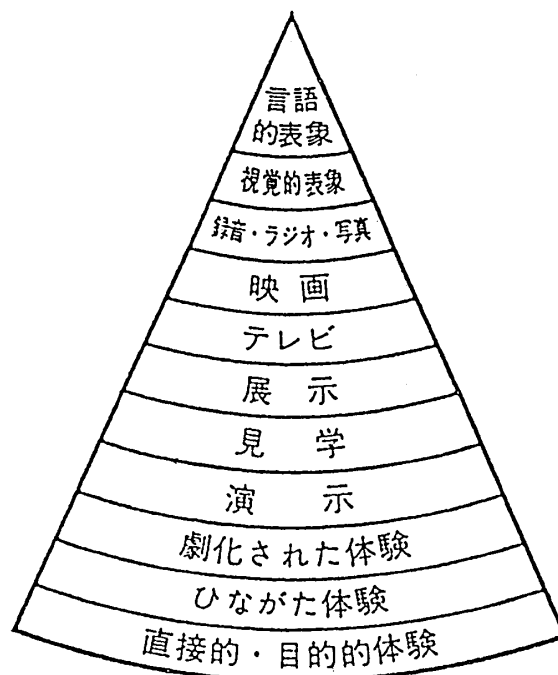 言語
的表象
視覚的表象
録音・ラジオ・写真
映画
テレビ
展示
見学
演示
劇化された体験
ひながた体験
直接的・目的的体験